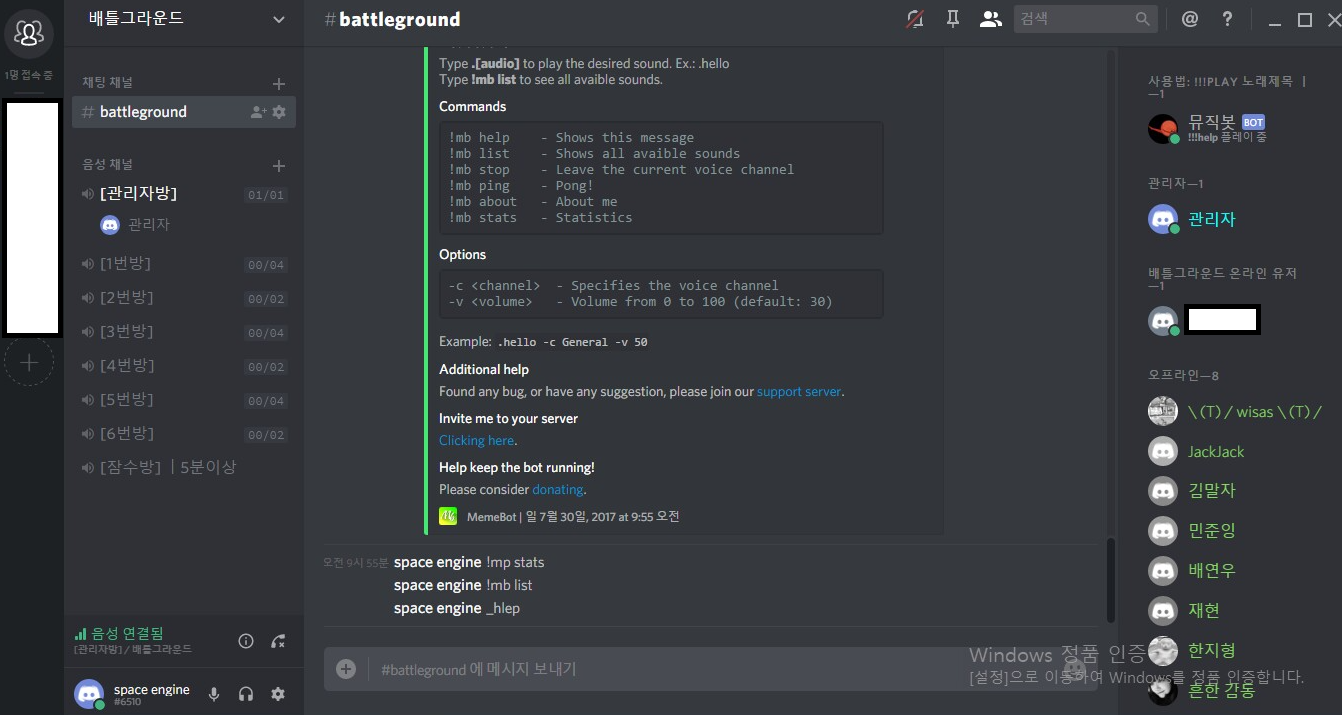 1명 접속 중
배틀그라운드
채팅 채널
# battleground
음성 채널
[관리자방] 01/01
관리자
[1번방] 00/04
[2번방] 00/02
[3번방] 00/04
[4번방] 00/02
[5번방] 00/04
[6번방] 00/02
[잠수방] ㅣ5분이상
음성 연결됨
[관리자방] / 배틀그라운드
space engine
#6510
# battleground
검색
Type .[audio] to play the desired sound. Ex.: .hello
Type !mb list to see all avaible sounds.
Commands
!mb help - Shows this message
!mb list - Shows all avaible sounds
!mb stop - Leave the current voice channel
!mb ping - Pong!
!mb about - About me
!mb stats - Statistics
Options
-c <channel> - Specifies the voice channel
-v <volume> - Volume from 0 to 100 (default: 30)
Example: .hello -c General -v 50
Additional help
Found any bug, or have any suggestion, please join our support server.
Invite me to your server
Clicking here.
Help keep the bot running!
Please consider donating.
MemeBot | 일 7월 30일, 2017 at 9:55 오전
오전 9시 55분 space engine !mp stats
space engine !mb list
space engine _hlep
#battleground 에 메시지 보내기
사용법: !!!PLAY 노래제목 ㅣ
—1
뮤직봇 BOT
!!!help 플레이 중
관리자—1
관리자
배틀그라운드 온라인 유저
—1
오프라인—8
\ (T) / wisas \ (T) /
JackJack
김말자
민준잉
배연우
재현
한지형
흔한 감동
Windows 정품 인증
[설정]으로 이동하여 Windows를 정품 인증합니다.